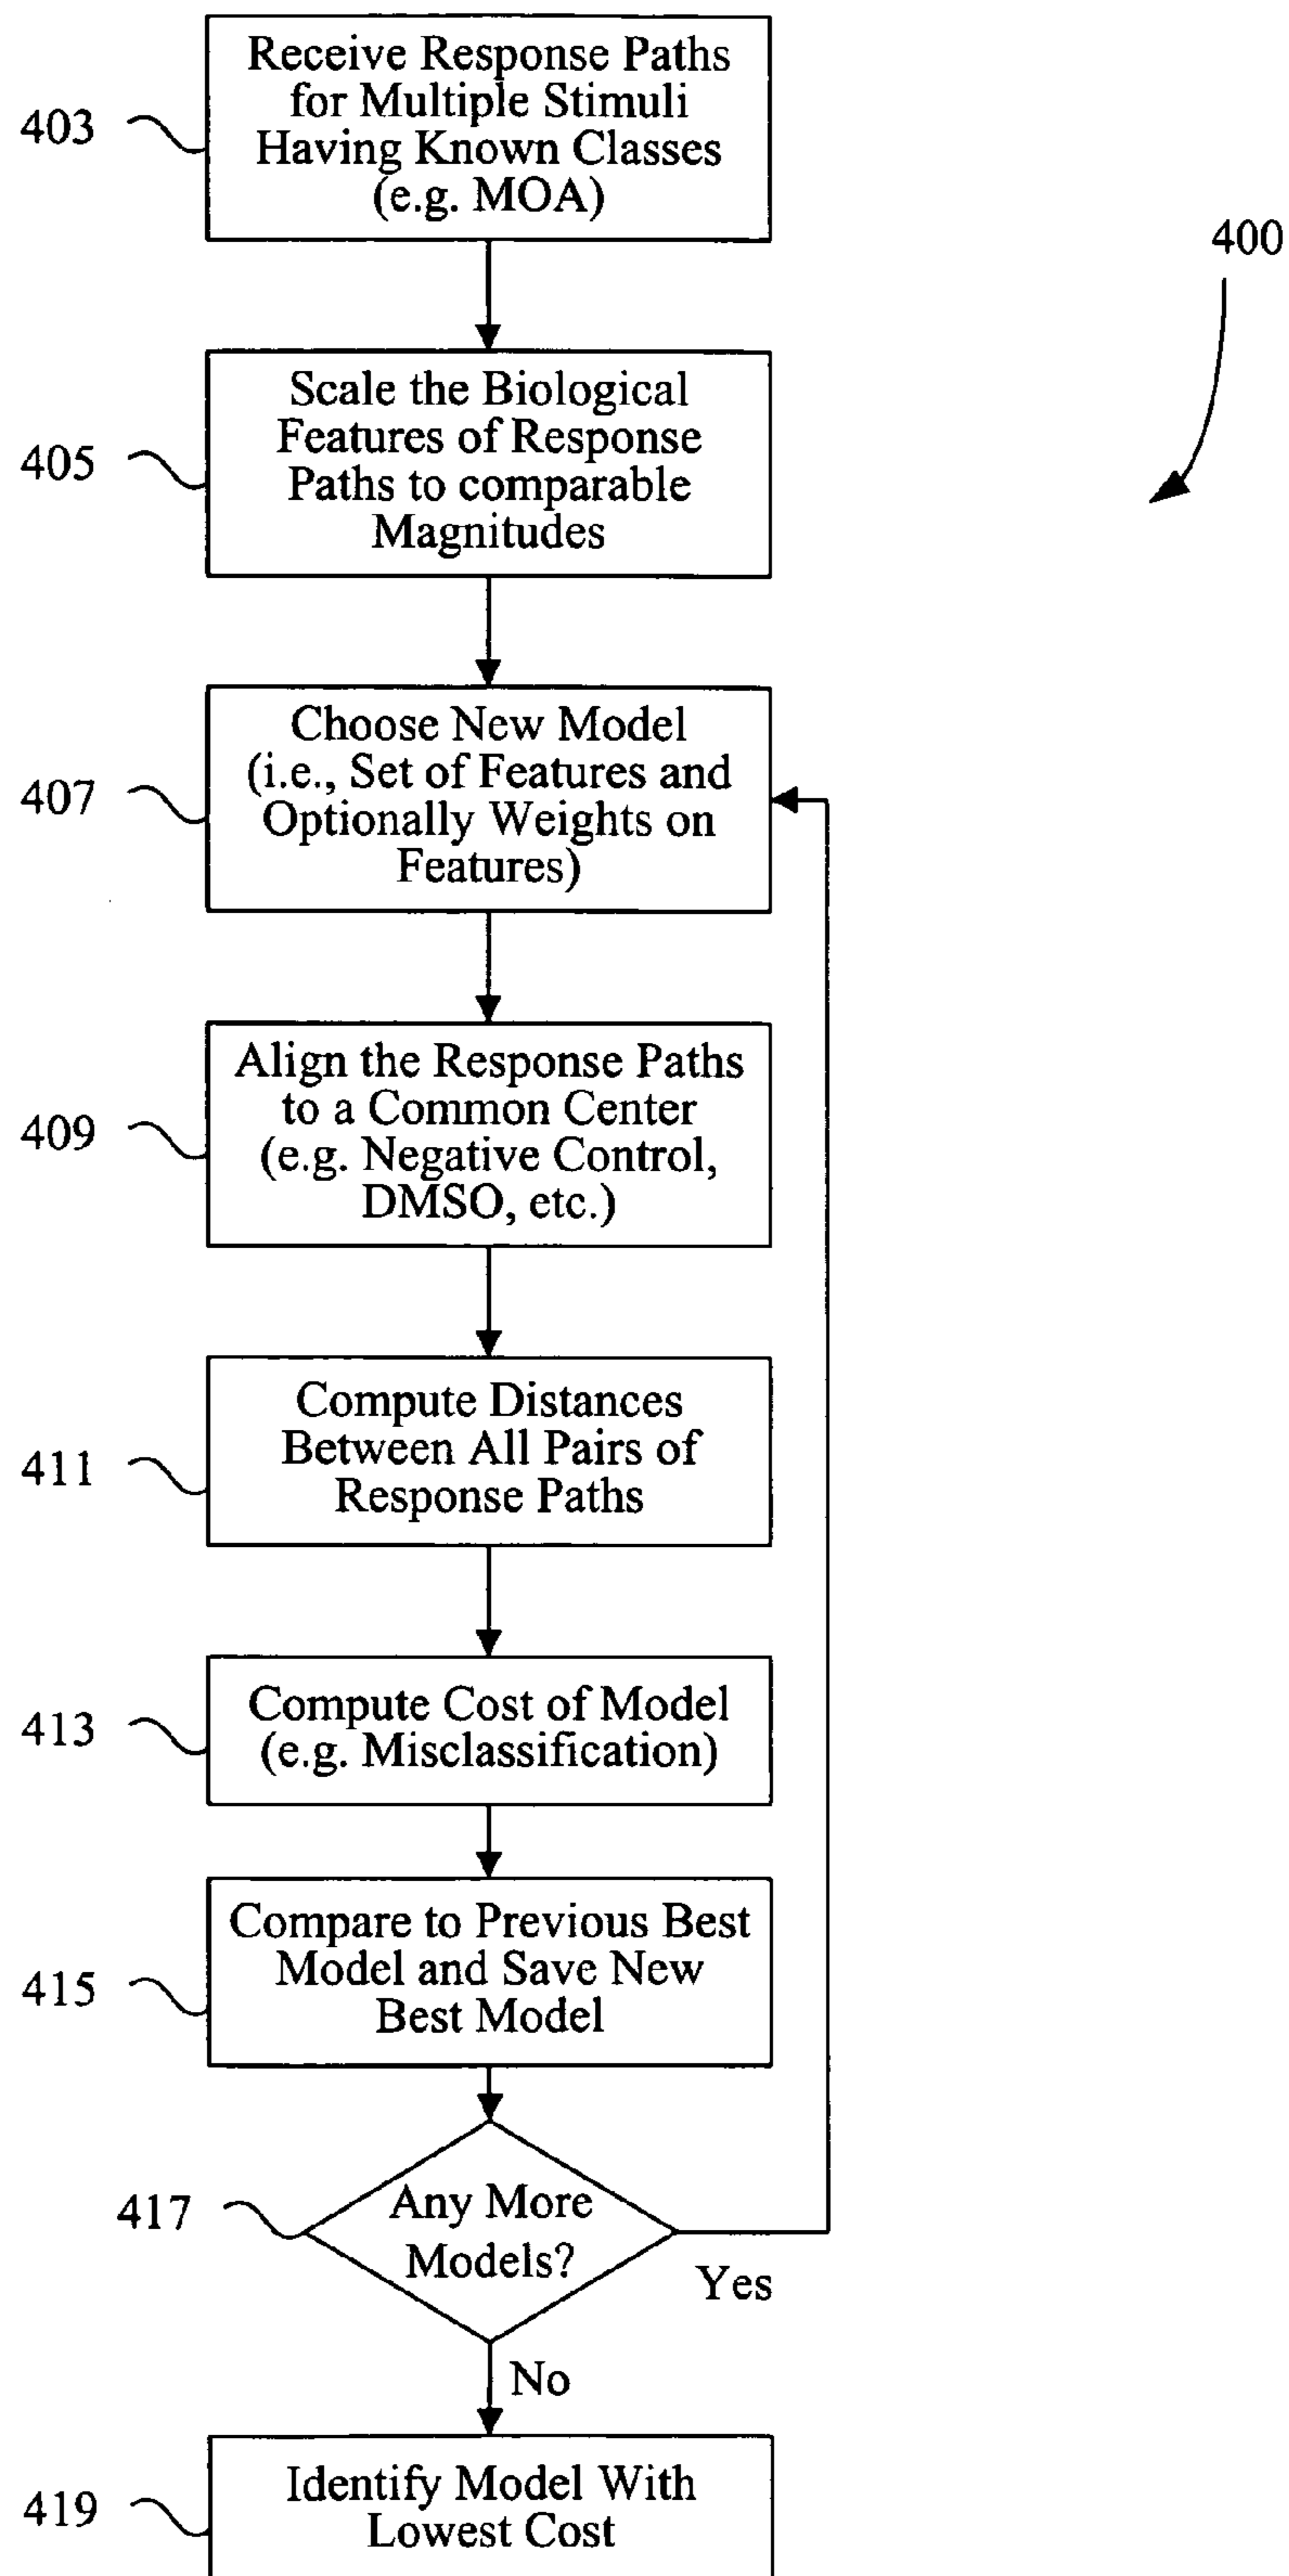 Receive Response Paths
for Multiple Stimuli
Having Known Classes
(e.g. MOA)
403
400
Scale the Biological
Features of Response
Paths to comparable
Magnitudes
405
Choose New Model
(i.e., Set of Features and
Optionally Weights on
Features)
407
Align the Response Paths
to a Common Center
(e.g. Negative Control,
DMSO, etc.)
409
Compute Distances
Between All Pairs of
Response Paths
411
Compute Cost of Model
(e.g. Misclassification)
413
Compare to Previous Best
Model and Save New
Best Model
415
Any More
Models?
417
Yes
No
Identify Model With
Lowest Cost
419